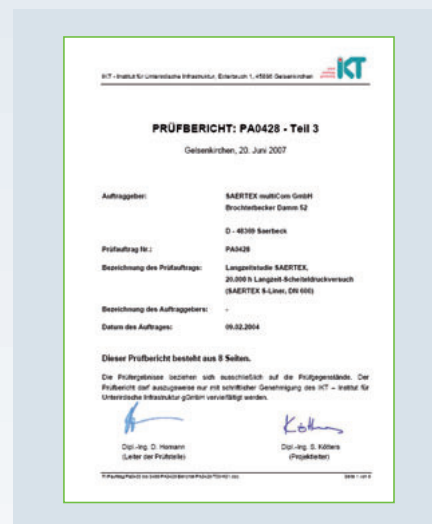 IKT - Institut für Unterirdische Infrastruktur, Exterbruch 1, 45886 Gelsenkirchen
IKT
PRÜFBERICHT: PA0428 - Teil 3
Gelsenkirchen, 20. Juni 2007
Auftraggeber: SAERTEX multiCom GmbH
Brochterbecker Damm 52
D - 48369 Saerbeck
Prüfauftrag Nr.: PA0428
Bezeichnung des Prüfauftrags: Langzeitstudie SAERTEX,
20.000 h Langzeit-Scheiteldruckversuch
(SAERTEX S-Liner, DN 600)
Bezeichnung des Auftraggebers: -
Datum des Auftrages: 09.02.2004
Dieser Prüfbericht besteht aus 8 Seiten.
Die Prüfergebnisse beziehen sich ausschließlich auf die Prüfgegenstände. Der
Prüfbericht darf auszugsweise nur mit schriftlicher Genehmigung des IKT – Institut für
Unterirdische Infrastruktur gGmbH vervielfältigt werden.
Dipl.-Ing. D. Homann Dipl.-Ing. S. Kötters
(Leiter der Prüfstelle) (Projektleiter)
Seite 1 von 8